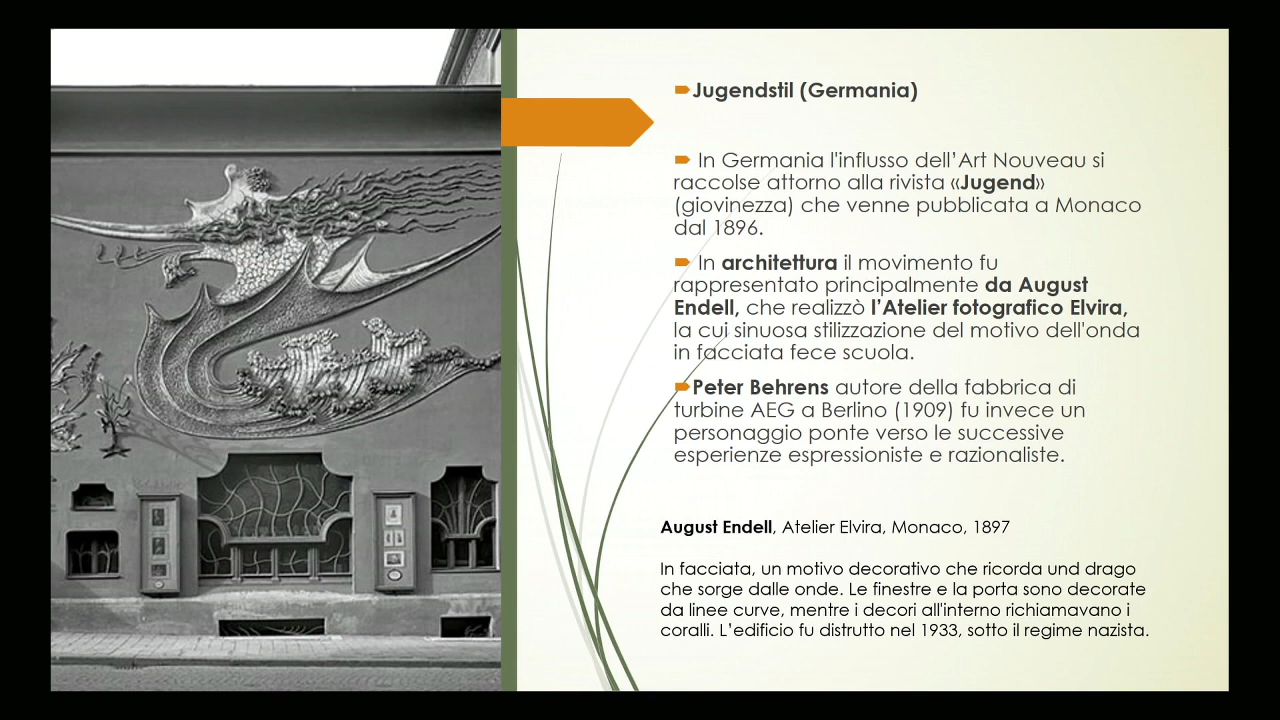 Jugendstil (Germania)
In Germania l'influsso dell'Art Nouveau si
raccolse attorno alla rivista «Jugend»
(giovinezza) che venne pubblicata a Monaco
dal 1896.
In architettura il movimento fu
rappresentato principalmente da August
Endell, che realizzò l'Atelier fotografico Elvira,
la cui sinuosa stilizzazione del motivo dell'onda
in facciata fece scuola.
Peter Behrens autore della fabbrica di
turbine AEG a Berlino (1909) fu invece un
personaggio ponte verso le successive
esperienze espressioniste e razionaliste.
August Endell, Atelier Elvira, Monaco, 1897
In facciata, un motivo decorativo che ricorda und drago
che sorge dalle onde. Le finestre e la porta sono decorate
da linee curve, mentre i decori all'interno richiamavano i
coralli. L'edificio fu distrutto nel 1933, sotto il regime nazista.